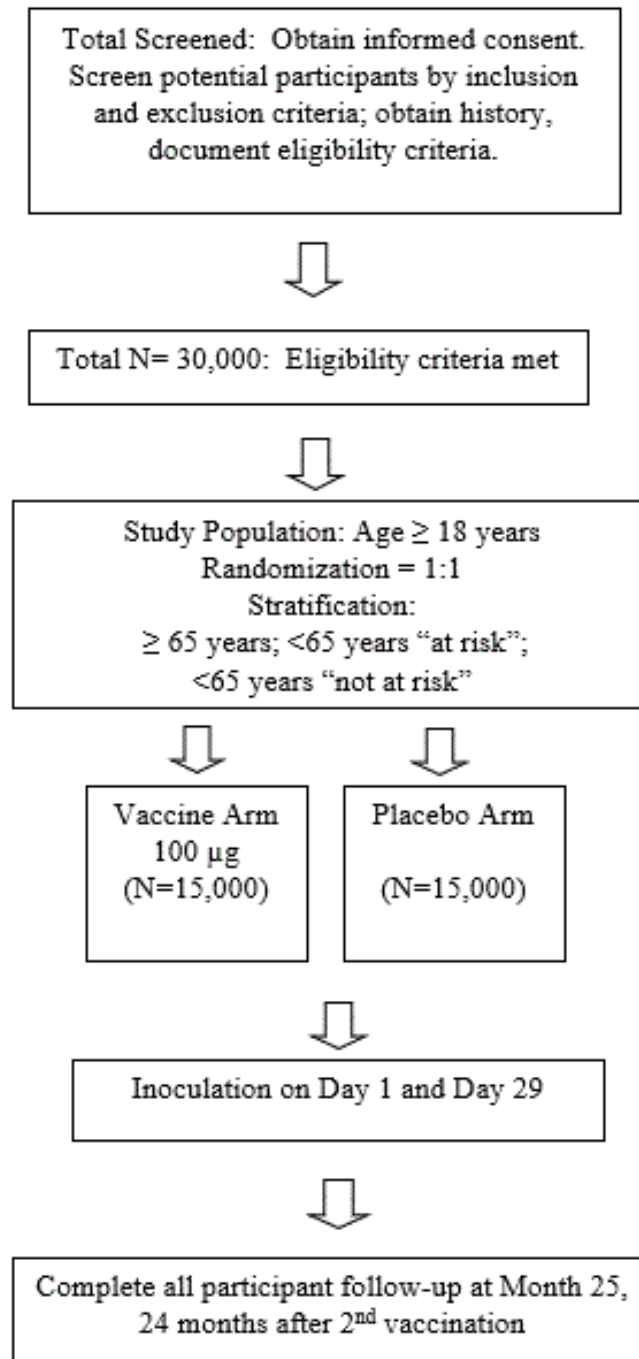 Total Screened: Obtain informed consent.
Screen potential participants by inclusion
and exclusion criteria; obtain history,
document eligibility criteria.
Total N= 30,000: Eligibility criteria met
Study Population: Age ≥ 18 years
Randomization = 1:1
Stratification:
≥ 65 years; <65 years “at risk”;
<65 years “not at risk”
Vaccine Arm
100 µg
(N=15,000)
Placebo Arm
(N=15,000)
Inoculation on Day 1 and Day 29
Complete all participant follow-up at Month 25,
24 months after 2nd vaccination